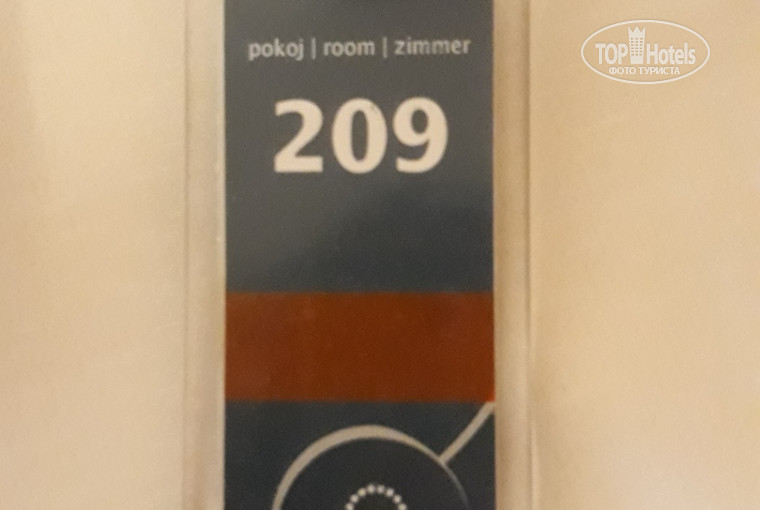 pokoj | room | zimmer
209
TOP Hotels
ФОТО ТУРИСТА